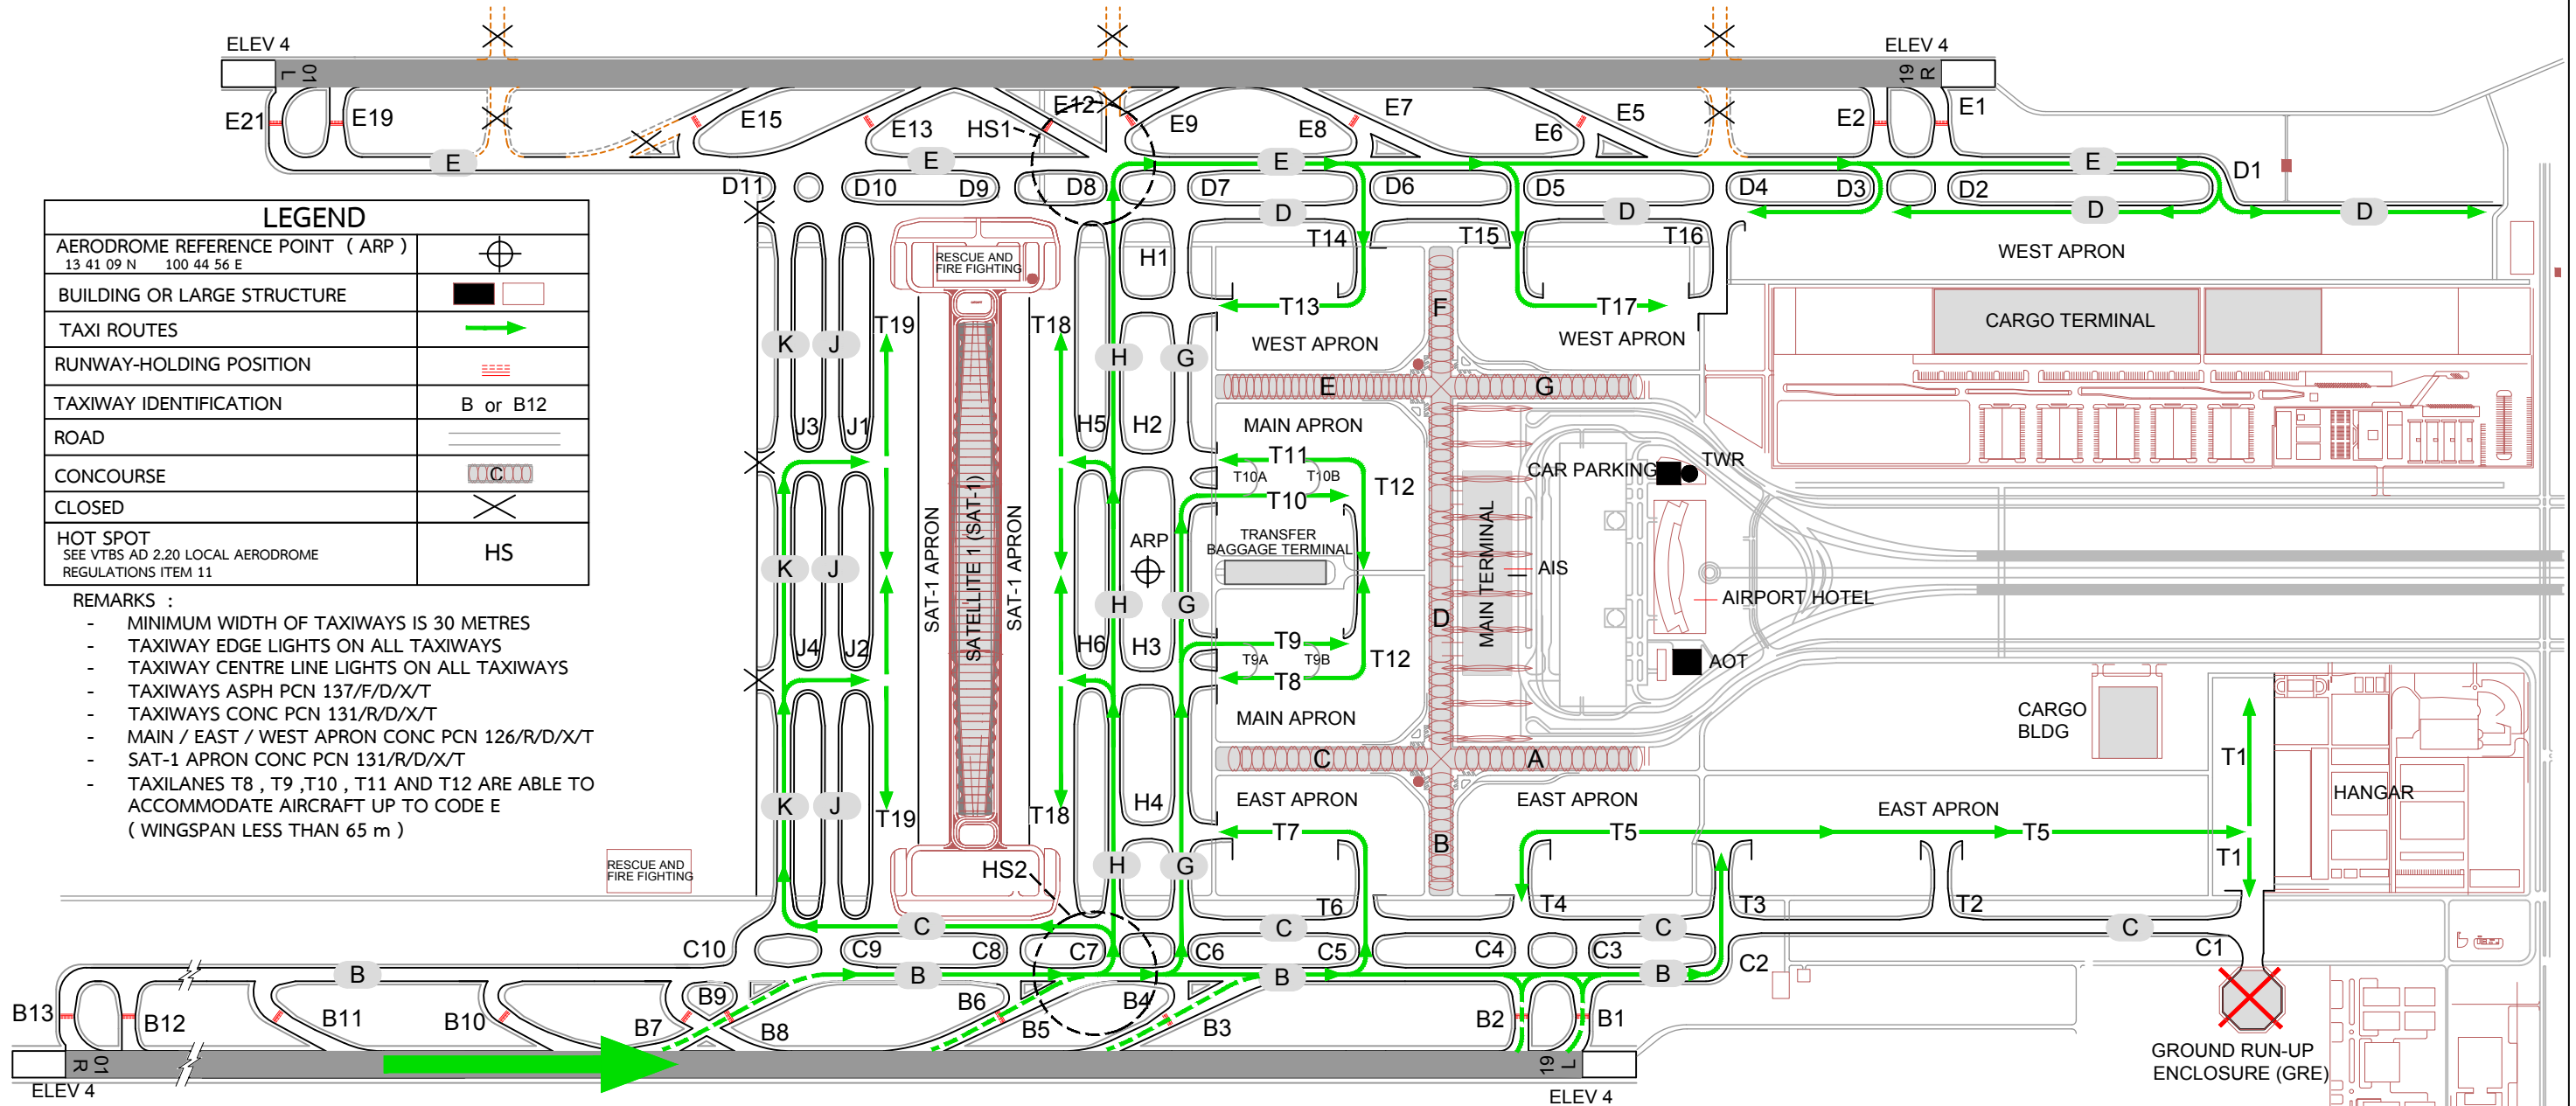 ELEV 4
01
L
19
R
ELEV 4
E21
E19
E15
E13
HS1
E12
E9
E8
E7
E6
E5
E2
E1
E
E
E
E
D11
D10
D9
D8
D7
D6
D5
D4
D3
D2
D1
D
D
D
D
LEGEND
AERODROME REFERENCE POINT ( ARP )
13 41 09 N 100 44 56 E
BUILDING OR LARGE STRUCTURE
TAXI ROUTES
RUNWAY-HOLDING POSITION
TAXIWAY IDENTIFICATION
B or B12
ROAD
CONCOURSE
C
CLOSED
HOT SPOT
SEE VTBS AD 2.20 LOCAL AERODROME
REGULATIONS ITEM 11
HS
REMARKS :
- MINIMUM WIDTH OF TAXIWAYS IS 30 METRES
- TAXIWAY EDGE LIGHTS ON ALL TAXIWAYS
- TAXIWAY CENTRE LINE LIGHTS ON ALL TAXIWAYS
- TAXIWAYS ASPH PCN 137/F/D/X/T
- TAXIWAYS CONC PCN 131/R/D/X/T
- MAIN / EAST / WEST APRON CONC PCN 126/R/D/X/T
- SAT-1 APRON CONC PCN 131/R/D/X/T
- TAXILANES T8 , T9 ,T10 , T11 AND T12 ARE ABLE TO
ACCOMMODATE AIRCRAFT UP TO CODE E
( WINGSPAN LESS THAN 65 m )
RESCUE AND
FIRE FIGHTING
H1
T14
T15
T16
WEST APRON
T13
T17
F
T19
T18
K
J
H
G
WEST APRON
WEST APRON
CARGO TERMINAL
E
G
J3
J1
H5
H2
MAIN APRON
T11
T10A
T10B
T10
T12
CAR PARKING
TWR
SAT-1 APRON
SATELLITE 1 (SAT-1)
SAT-1 APRON
ARP
TRANSFER
BAGGAGE TERMINAL
MAIN TERMINAL
AIS
K
J
H
G
D
AIRPORT HOTEL
J4
J2
H6
H3
T9
T9A
T9B
T8
T12
AOT
MAIN APRON
CARGO
BLDG
T1
C
A
HANGAR
K
J
T19
T18
H4
EAST APRON
EAST APRON
EAST APRON
T7
T5
T5
B
T1
RESCUE AND
FIRE FIGHTING
HS2
H
G
T6
T4
T3
T2
C
C
C
C
C10
C9
C8
C7
C6
C5
C4
C3
C2
C1
B
B
B
B
B13
B12
B11
B10
B9
B7
B8
B6
B5
B4
B3
B2
B1
01
R
ELEV 4
19
L
ELEV 4
GROUND RUN-UP
ENCLOSURE (GRE)